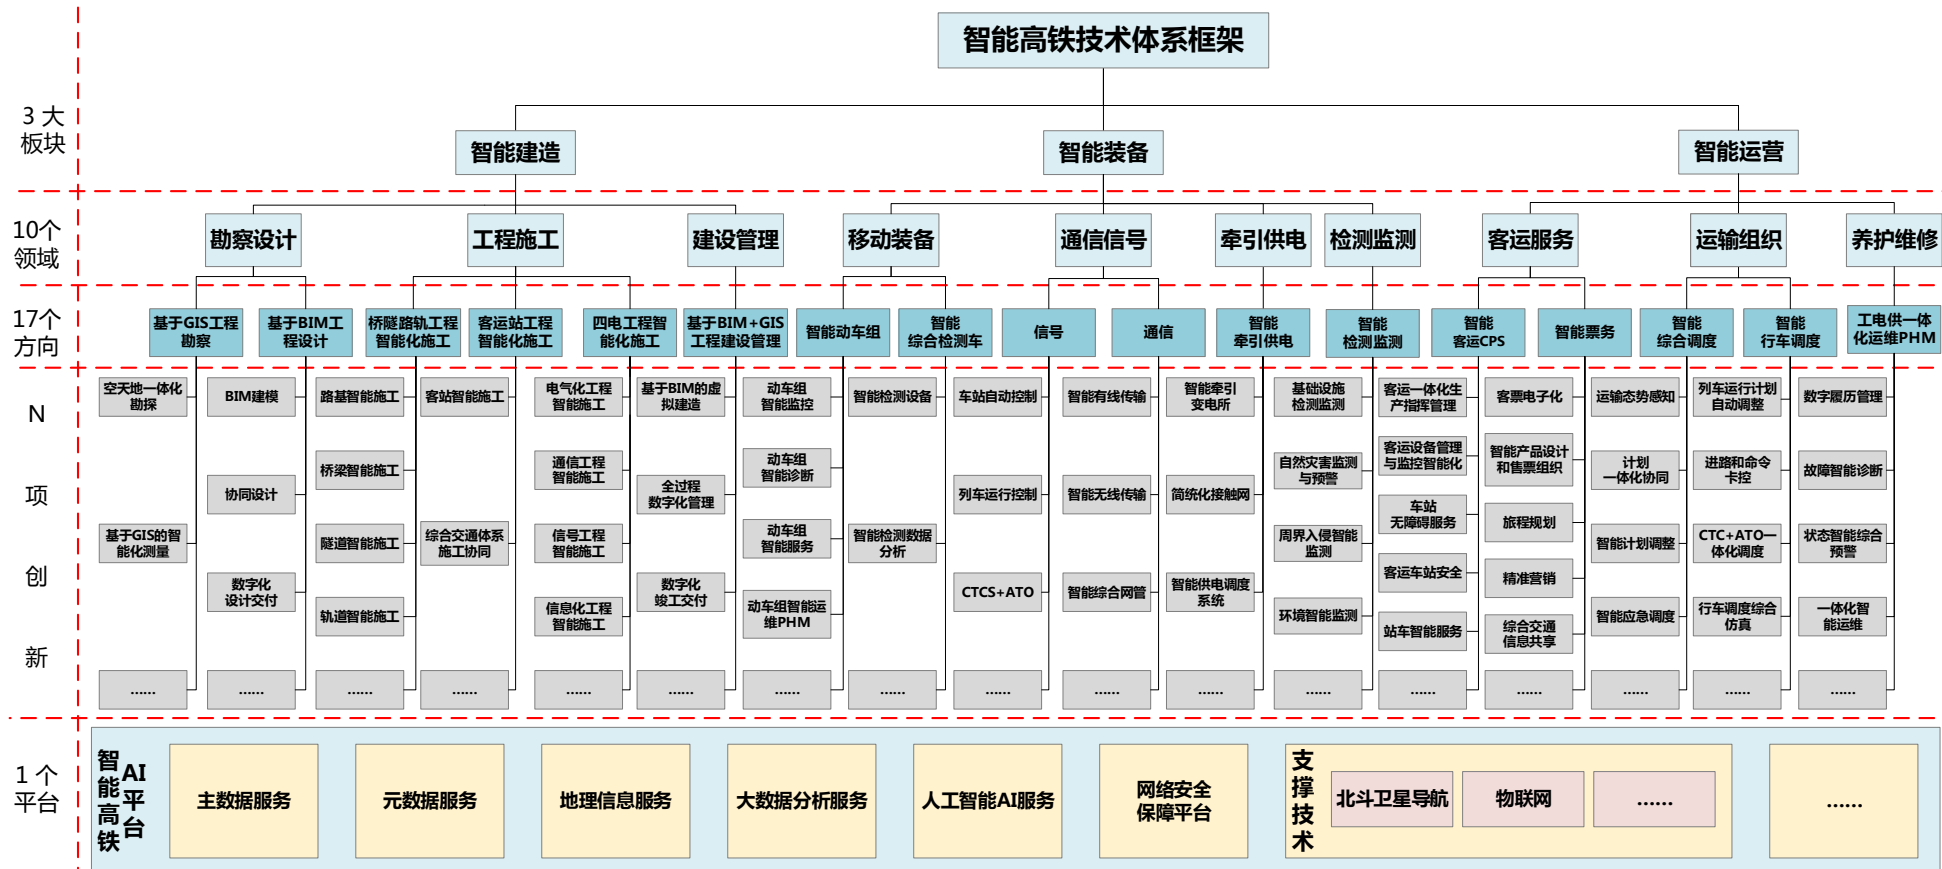 智能高铁技术体系框架
3 大
板块
智能建造
智能装备
智能运营
10个
领域
勘察设计
工程施工
建设管理
移动装备
通信信号
牵引供电
检测监测
客运服务
运输组织
养护维修
17个
方向
基于GIS工程
勘察
基于BIM工
程设计
桥隧路轨工程
智能化施工
客运站工程
智能化施工
四电工程智
能化施工
基于BIM+GIS
工程建设管理
智能动车组
智能
综合检测车
信号
通信
智能
牵引供电
智能
检测监测
智能
客运CPS
智能票务
智能
综合调度
智能
行车调度
工电供一体
化运维PHM
N
项
创
新
空天地一体化
勘探
基于GIS的智
能化测量
……
BIM建模
协同设计
数字化
设计交付
……
路基智能施工
桥梁智能施工
隧道智能施工
轨道智能施工
……
客站智能施工
综合交通体系
施工协同
……
电气化工程
智能施工
通信工程
智能施工
信号工程
智能施工
信息化工程
智能施工
……
基于BIM的虚
拟建造
全过程
数字化管理
数字化
竣工交付
……
动车组
智能监控
动车组
智能诊断
动车组
智能服务
动车组智能运
维PHM
……
智能检测设备
智能检测数据
分析
……
车站自动控制
列车运行控制
CTCS+ATO
……
智能有线传输
智能无线传输
智能综合网管
……
智能牵引
变电所
简统化接触网
智能供电调度
系统
……
基础设施
检测监测
自然灾害监测
与预警
周界入侵智能
监测
环境智能监测
……
客运一体化生
产指挥管理
客运设备管理
与监控智能化
车站
无障碍服务
客运车站安全
站车智能服务
……
客票电子化
智能产品设计
和售票组织
旅程规划
精准营销
综合交通
信息共享
……
运输态势感知
计划
一体化协同
智能计划调整
智能应急调度
……
列车运行计划
自动调整
进路和命令
卡控
CTC+ATO一
体化调度
行车调度综合
仿真
……
数字履历管理
故障智能诊断
状态智能综合
预警
一体化智
能运维
……
1 个
平台
智能高铁
AI平台
主数据服务
元数据服务
地理信息服务
大数据分析服务
人工智能AI服务
网络安全
保障平台
支撑技术
北斗卫星导航
物联网
……
……